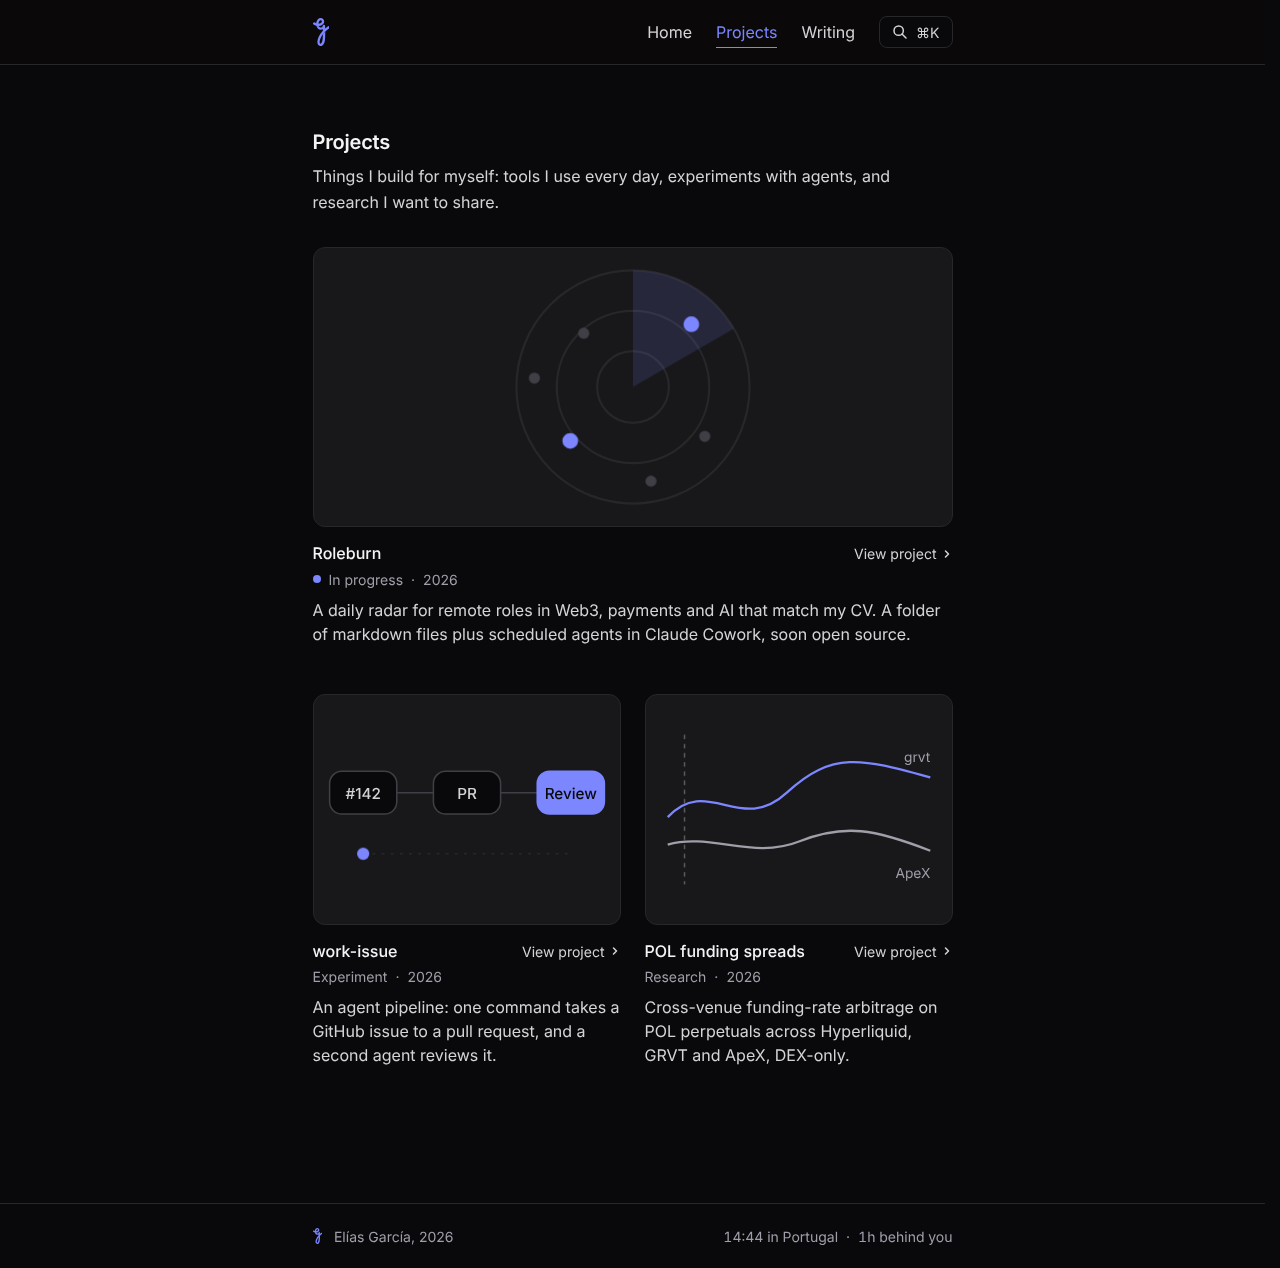 Home Projects Writing ⌘K
Projects
Things I build for myself: tools I use every day, experiments with agents, and
research I want to share.
Roleburn View project
In progress · 2026
A daily radar for remote roles in Web3, payments and AI that match my CV. A folder
of markdown files plus scheduled agents in Claude Cowork, soon open source.
#142 PR Review
grvt
ApeX
work-issue View project
Experiment · 2026
An agent pipeline: one command takes a
GitHub issue to a pull request, and a
second agent reviews it.
POL funding spreads View project
Research · 2026
Cross-venue funding-rate arbitrage on
POL perpetuals across Hyperliquid,
GRVT and ApeX, DEX-only.
Elías García, 2026
14:44 in Portugal · 1h behind you